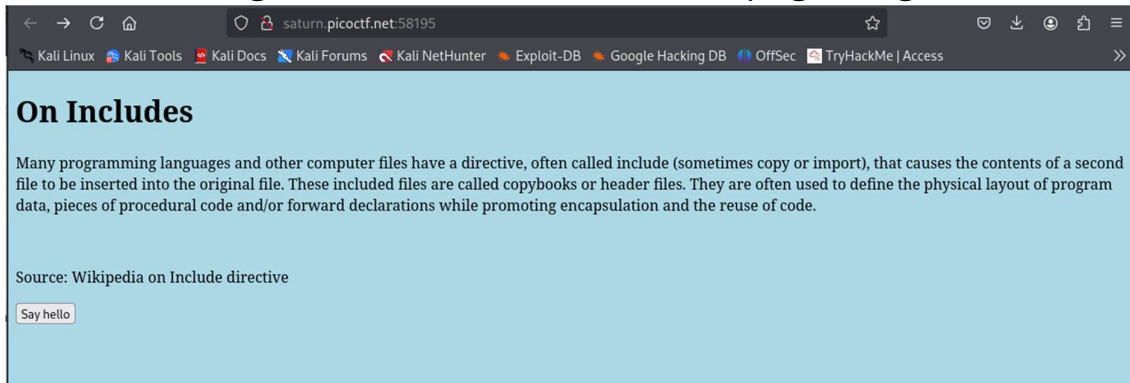 saturn.picoctf.net:58195
Kali Linux Kali Tools Kali Docs Kali Forums Kali NetHunter Exploit-DB Google Hacking DB OffSec TryHackMe | Access
On Includes
Many programming languages and other computer files have a directive, often called include (sometimes copy or import), that causes the contents of a second
file to be inserted into the original file. These included files are called copybooks or header files. They are often used to define the physical layout of program
data, pieces of procedural code and/or forward declarations while promoting encapsulation and the reuse of code.
Source: Wikipedia on Include directive
Say hello